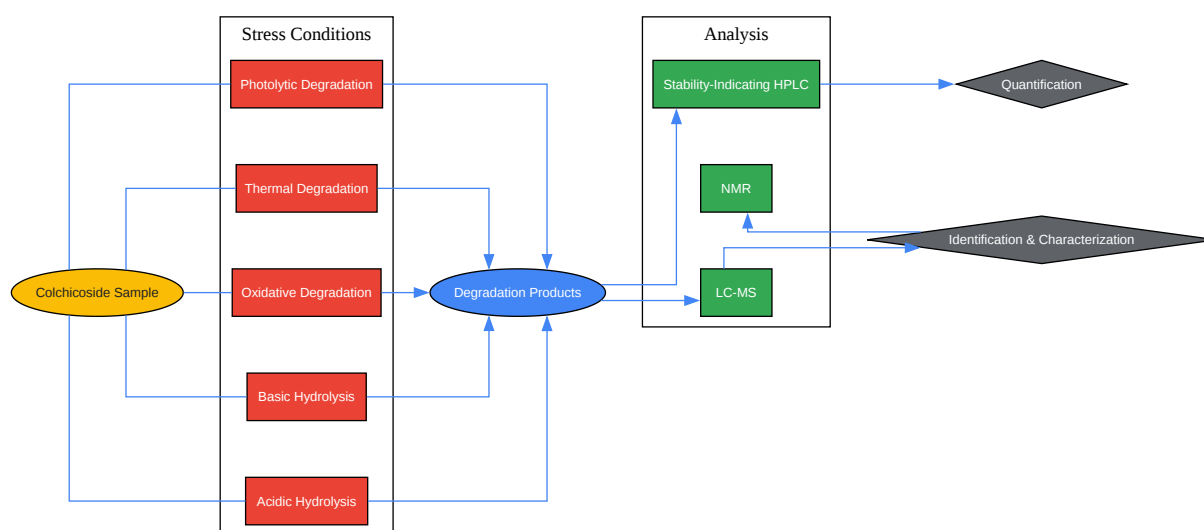 Stress Conditions
Analysis
Photolytic Degradation
Stability-Indicating HPLC
Quantification
Thermal Degradation
NMR
Identification & Characterization
Colchicoside Sample
Oxidative Degradation
Degradation Products
LC-MS
Basic Hydrolysis
Acidic Hydrolysis